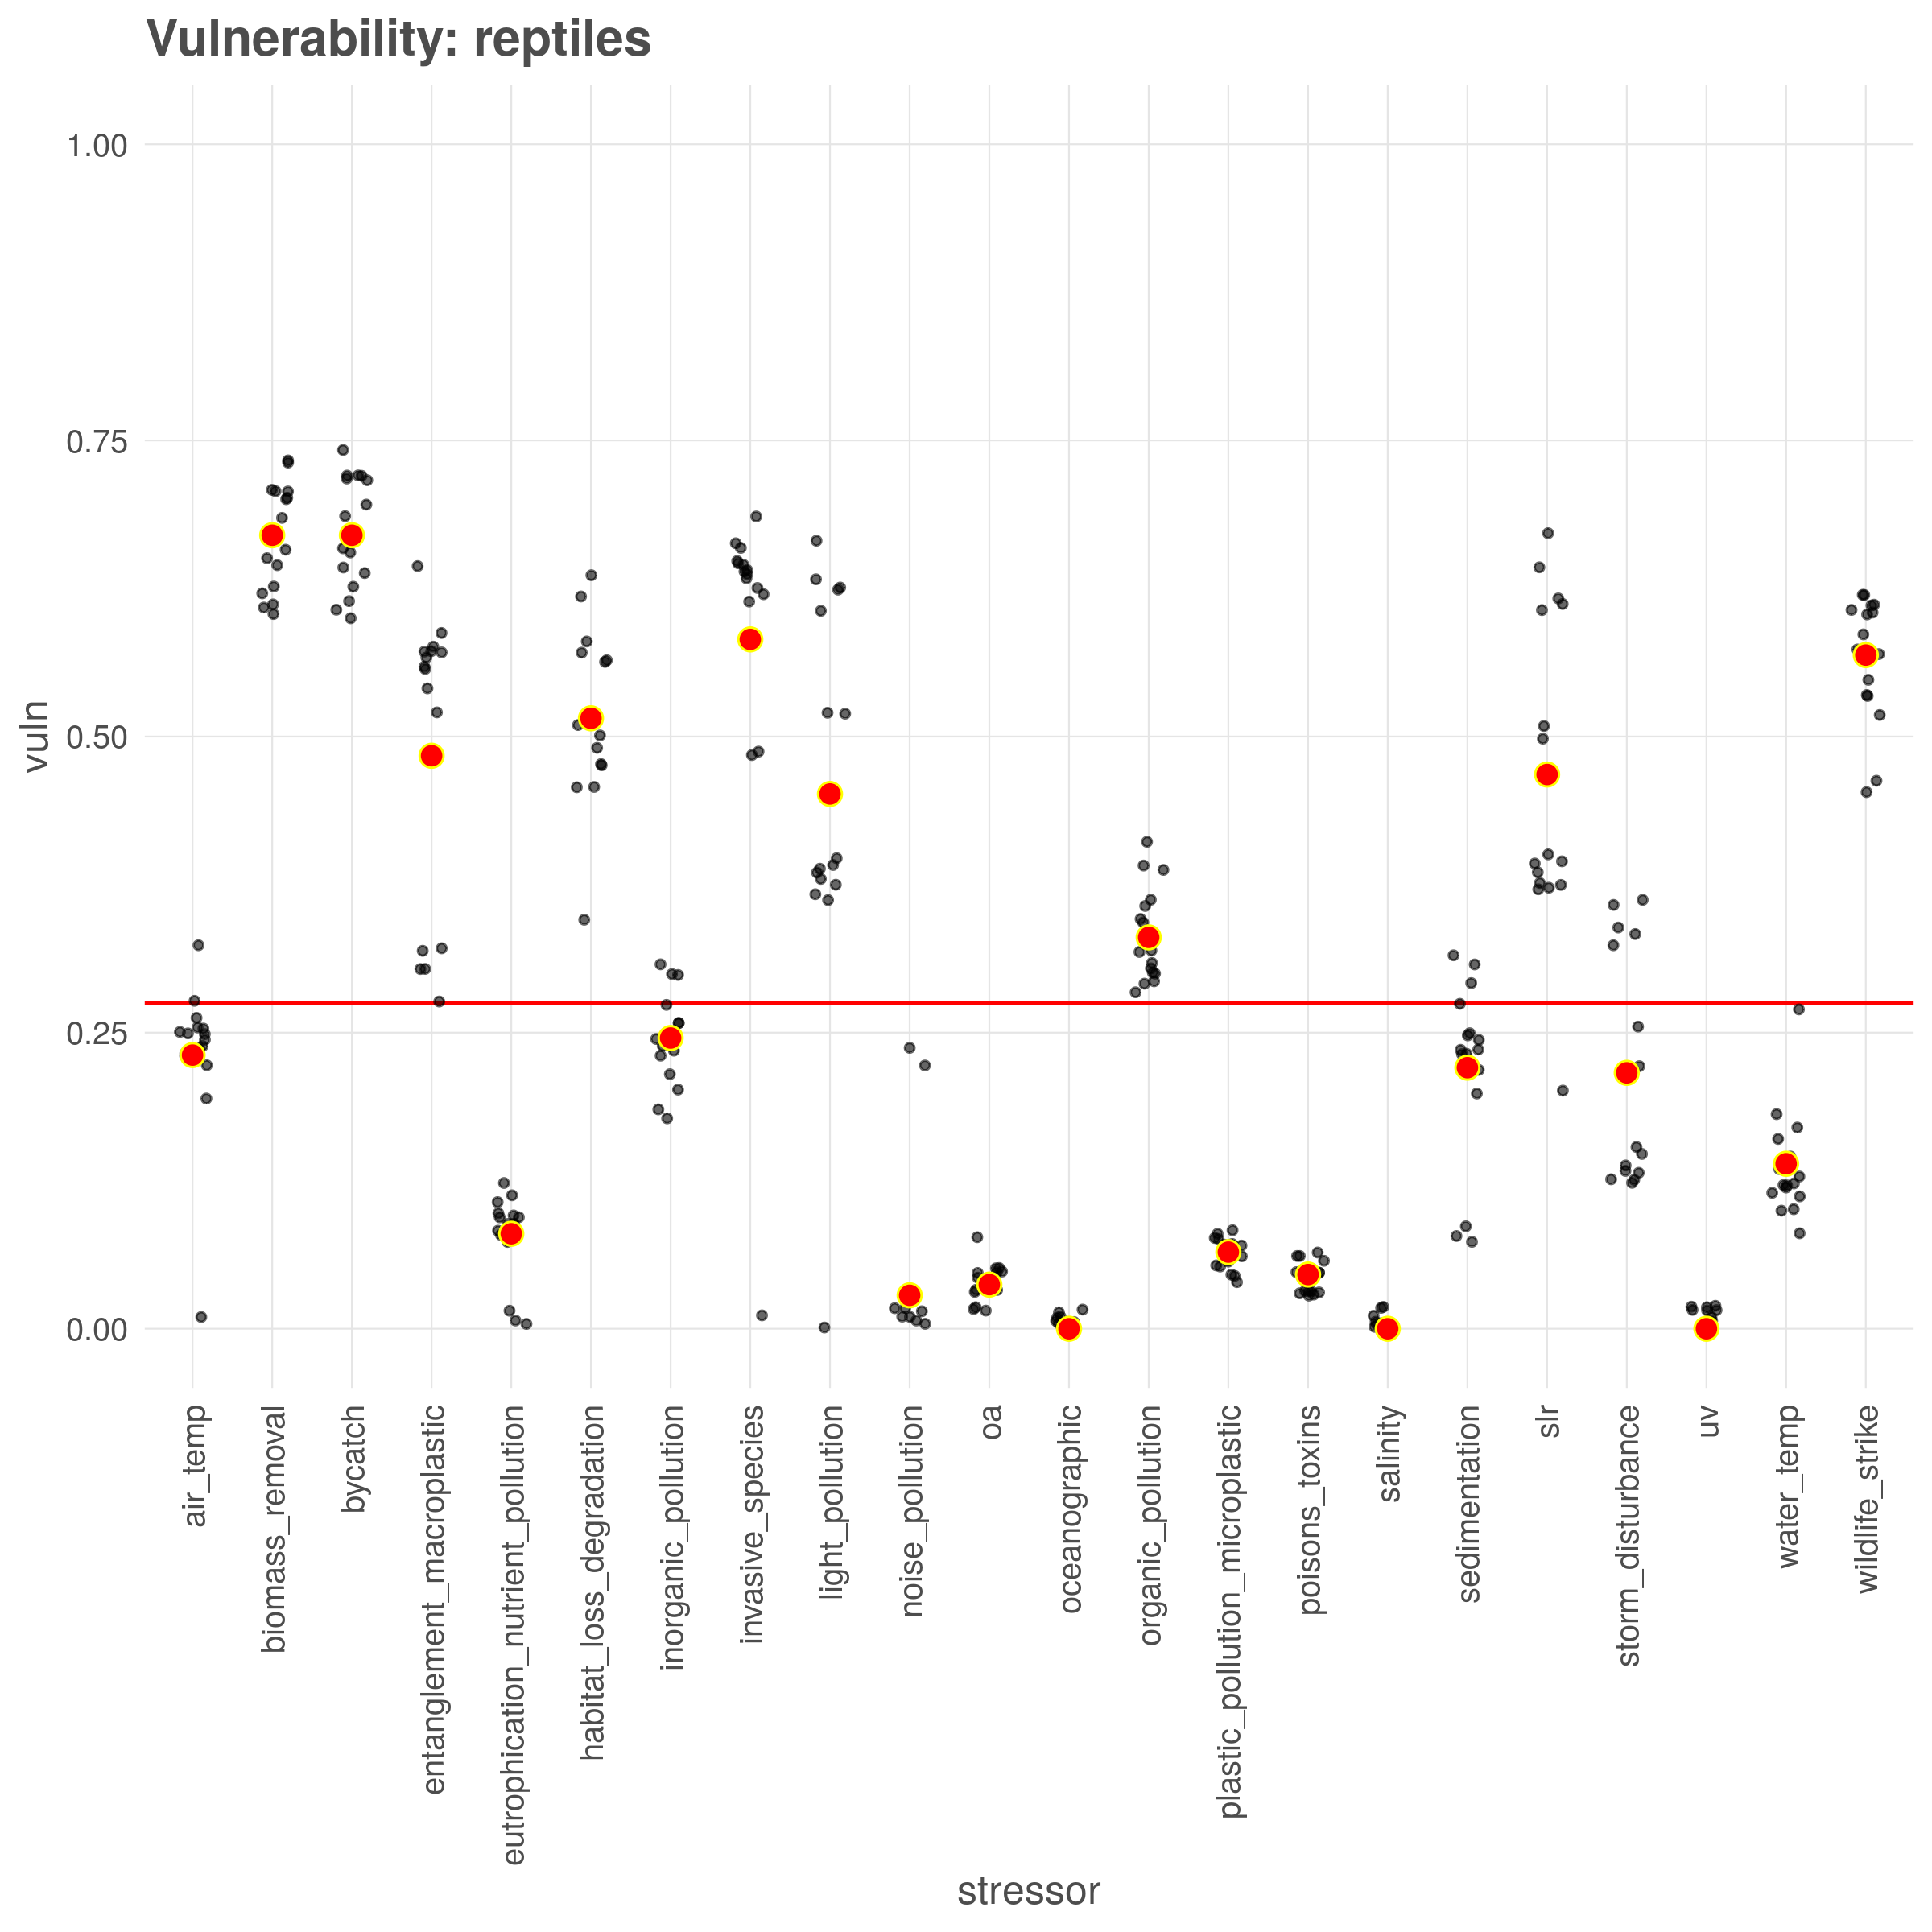 Vulnerability: reptiles
1.00
0.75
0.50
0.25
0.00
vuln
air_temp
biomass_removal
bycatch
entanglement_macroplastic
eutrophication_nutrient_pollution
habitat_loss_degradation
inorganic_pollution
invasive_species
light_pollution
noise_pollution
oa
oceanographic
organic_pollution
plastic_pollution_microplastic
poisons_toxins
salinity
sedimentation
slr
storm_disturbance
uv
water_temp
wildlife_strike
stressor